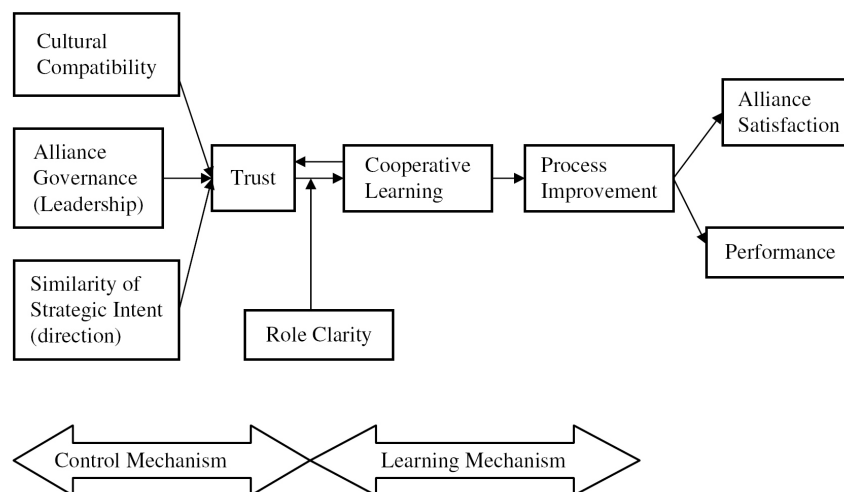 Cultural
Compatibility
Alliance
Governance
(Leadership)
Similarity of
Strategic Intent
(direction)
Trust
Role Clarity
Cooperative
Learning
Process
Improvement
Alliance
Satisfaction
Performance
Control Mechanism
Learning Mechanism